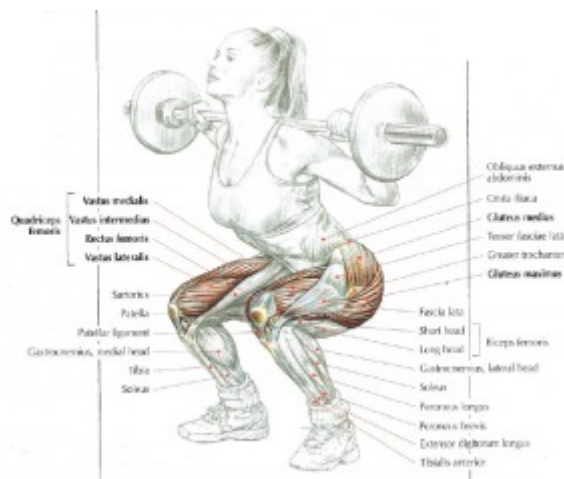 Vastus medialis
Vastus intermedius
Rectus femoris
Vastus lateralis
Quadriceps
femoris
Sartorius
Patella
Patellar ligament
Gastrocnemius, medial head
Tibia
Soleus
Obliquus externus
abdominis
Crista iliaca
Gluteus medius
Tensor fasciae lata
Greater trochanter
Gluteus maximus
Fascia lata
Short head
Long head
Biceps femoris
Gastrocnemius, lateral head
Soleus
Peroneus longus
Peroneus brevis
Extensor digitorum longus
Tibialis anterior